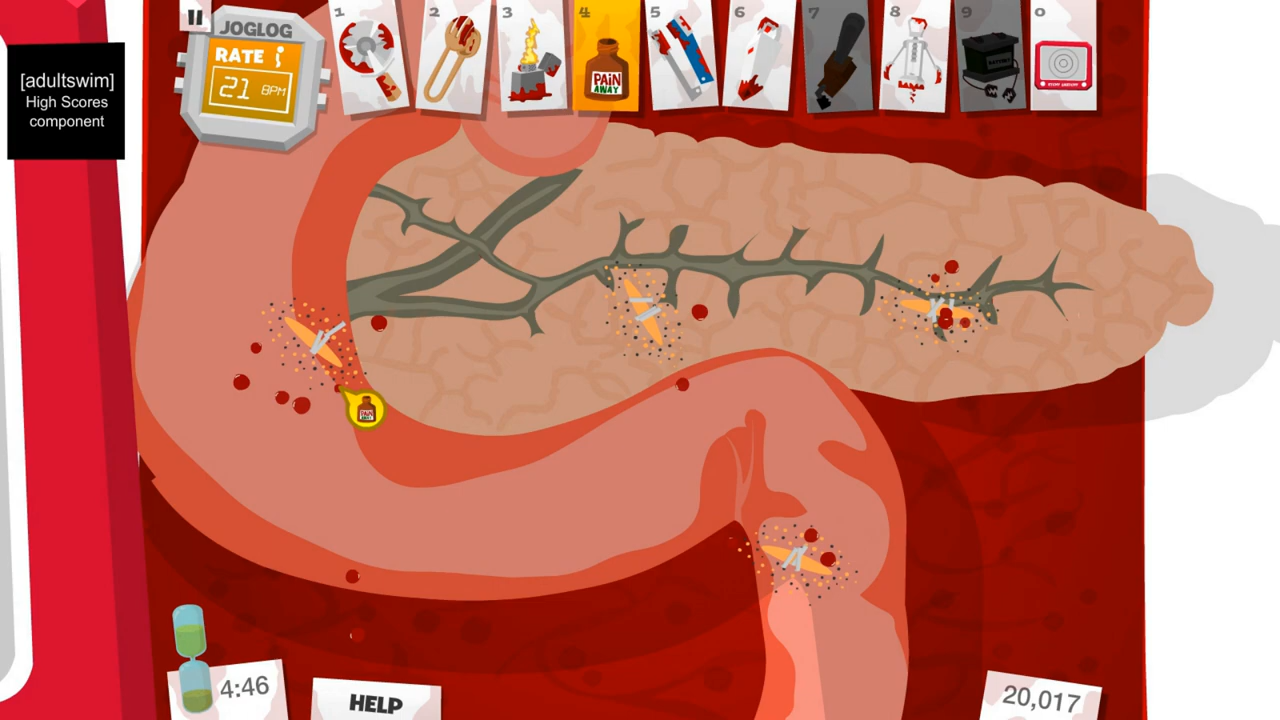 [adultswim]
High Scores
component
JOGLOG
RATE
21 BPM
1
2
3
4
5
6
7
8
9
0
PAIN
AWAY
4:46
HELP
20,017